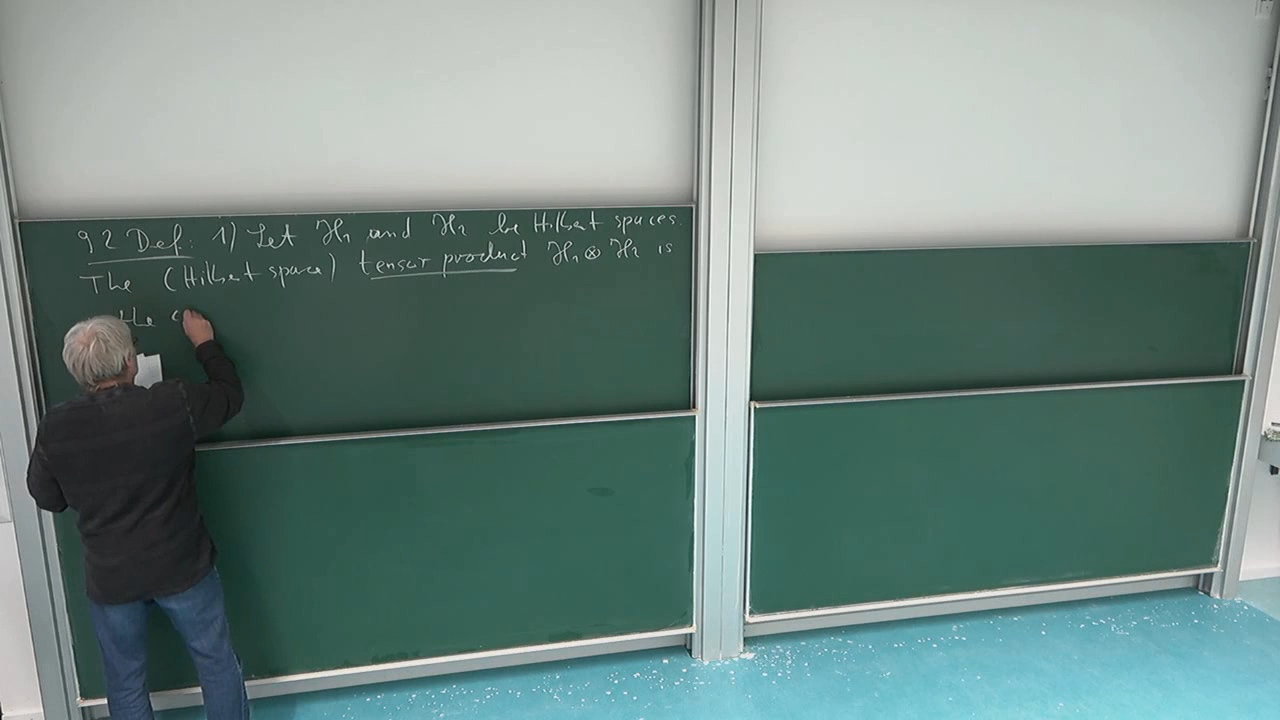 9.2 Def: 1) Let ℋ₁ and ℋ₂ be Hilbert spaces.
The (Hilbert space) tensor product ℋ₁ ⊗ ℋ₂ is
the c